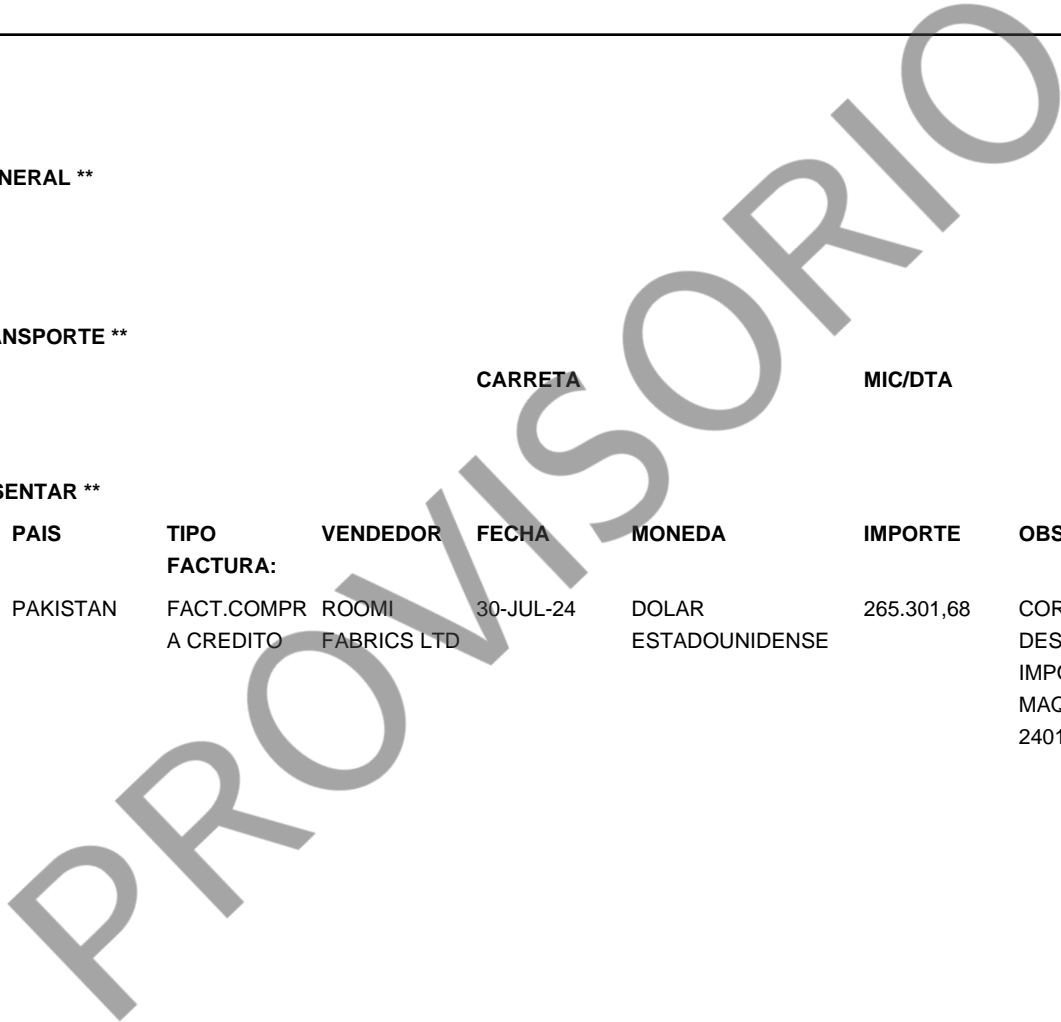 NERAL **
ANSPORTE **
CARRETA MIC/DTA
SENTAR **
PAIS TIPO FACTURA: VENDEDOR FECHA MONEDA IMPORTE OBS
PAKISTAN FACT.COMPR ROOMI 30-JUL-24 DOLAR 265.301,68 COR
A CREDITO FABRICS LTD ESTADOUNIDENSE DES
IMPO
MAQ
2401
PROVISORIO